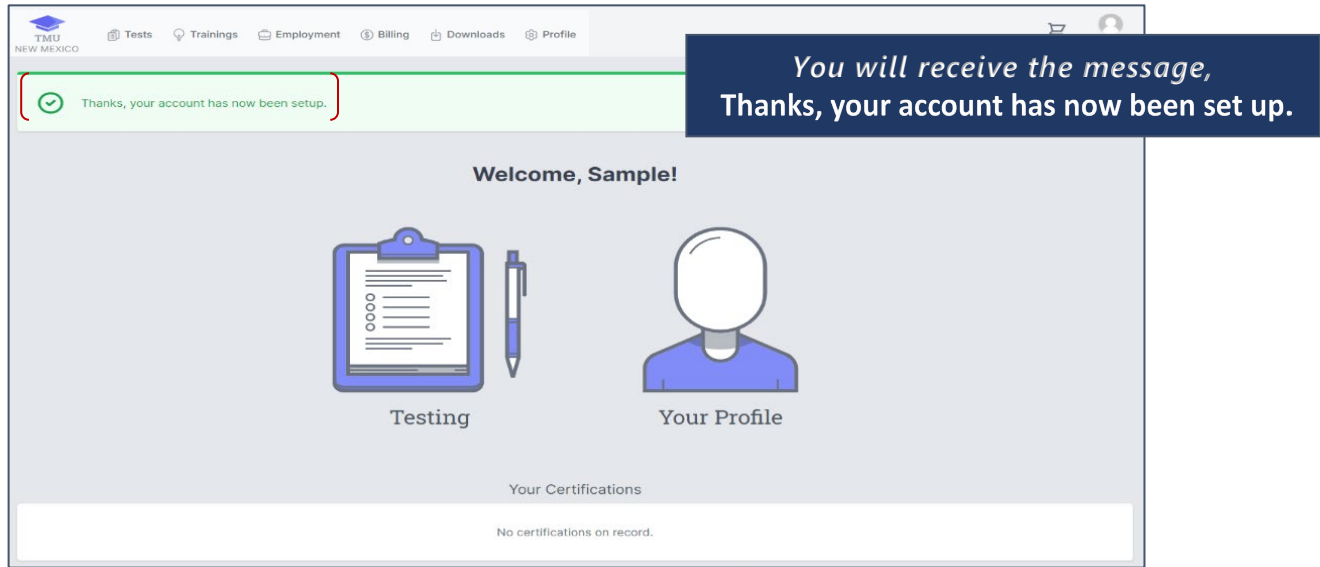 TMU
NEW MEXICO
Tests Trainings Employment Billing Downloads Profile
You will receive the message,
Thanks, your account has now been set up.
Thanks, your account has now been setup.
Welcome, Sample!
Testing Your Profile
Your Certifications
No certifications on record.